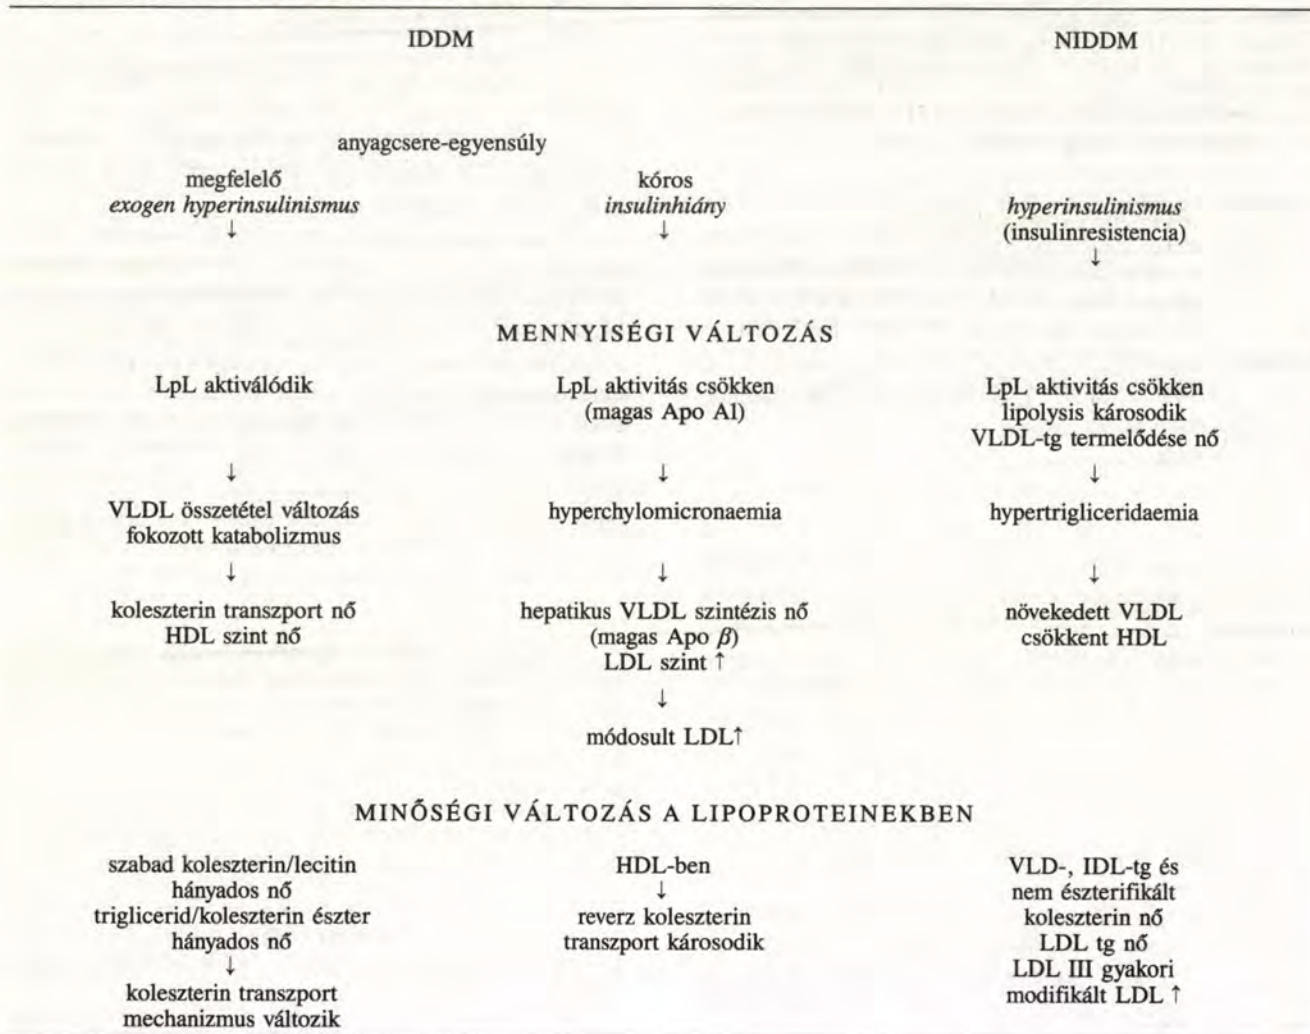 IDDM
NIDDM
anyagcsere-egyensúly
megfelelő
exogen hyperinsulinismus
↓
kóros
insulinhiány
↓
hyperinsulinismus
(insulinresistencia)
↓
MENNYISÉGI VÁLTOZÁS
LpL aktiválódik
↓
VLDL összetétel változás
fokozott katabolizmus
↓
koleszterin transzport nő
HDL szint nő
LpL aktivitás csökken
(magas Apo AI)
↓
hyperchylomicronaemia
↓
hepatikus VLDL szintézis nő
(magas Apo β)
LDL szint ↑
↓
módosult LDL↑
LpL aktivitás csökken
lipolysis károsodik
VLDL-tg termelődése nő
↓
hypertrigliceridaemia
↓
növekedett VLDL
csökkent HDL
MINŐSÉGI VÁLTOZÁS A LIPOPROTEINEKBEN
szabad koleszterin/lecitin
hányados nő
triglicerid/koleszterin észter
hányados nő
↓
koleszterin transzport
mechanizmus változik
HDL-ben
↓
reverz koleszterin
transzport károsodik
VLD-, IDL-tg és
nem észterifikált
koleszterin nő
LDL tg nő
LDL III gyakori
modifikált LDL ↑